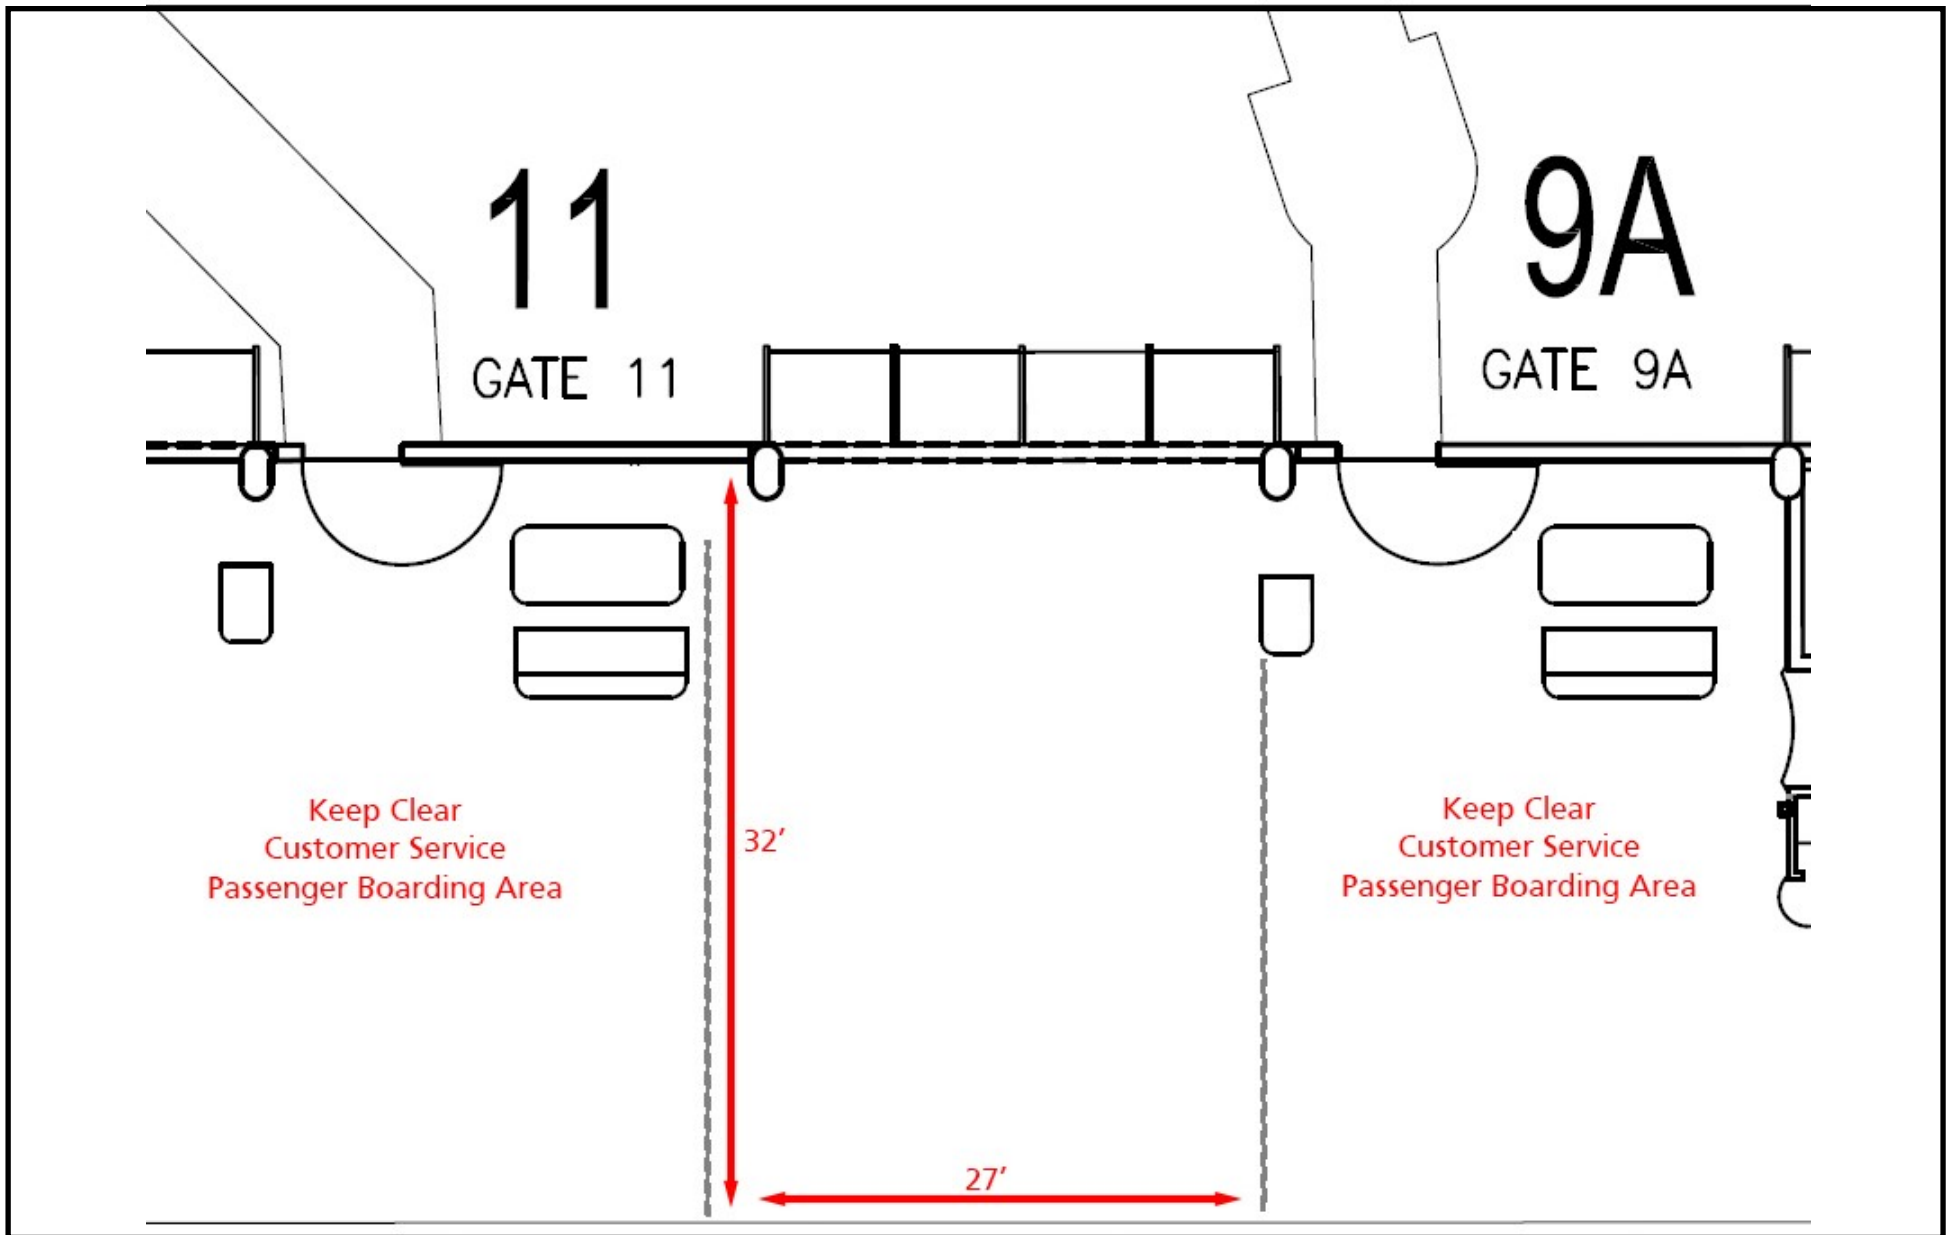 11
9A
GATE 11
GATE 9A
32’
Keep Clear
Customer Service
Passenger Boarding Area
Keep Clear
Customer Service
Passenger Boarding Area
27’